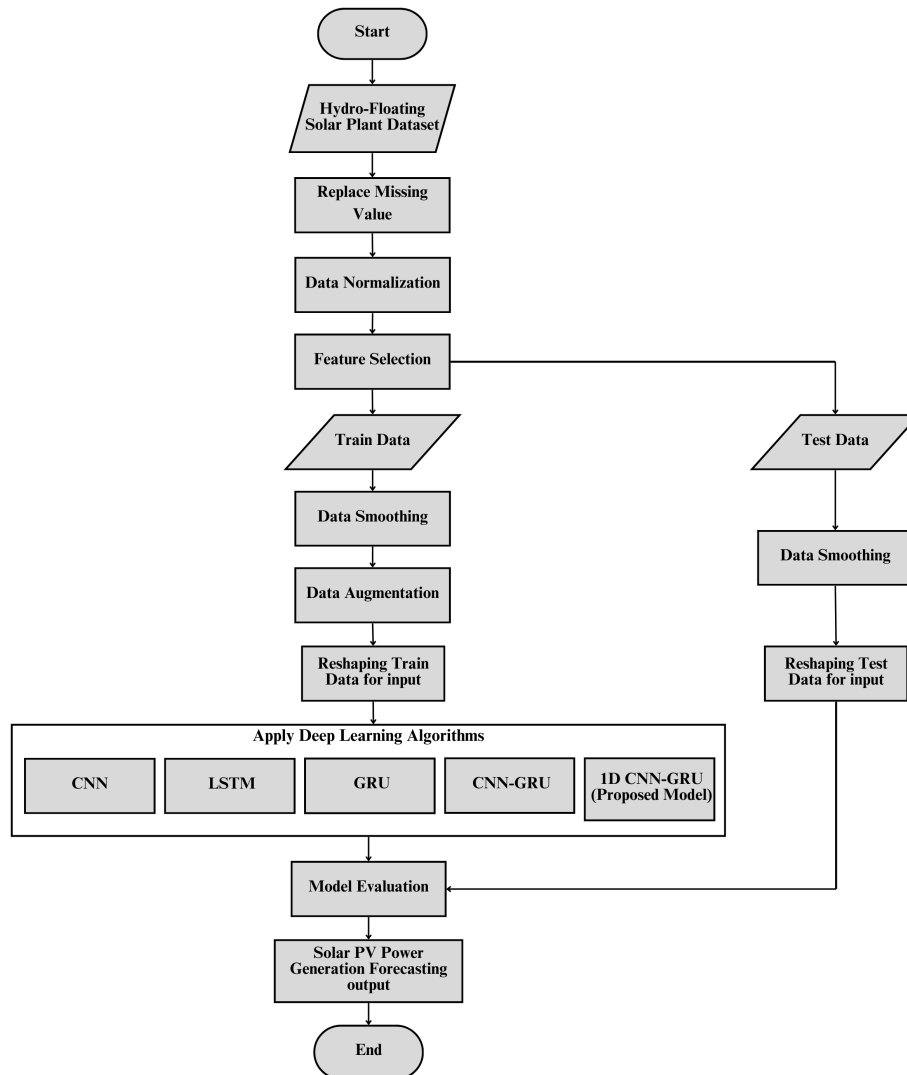 Start
Hydro-Floating
Solar Plant Dataset
Replace Missing
Value
Data Normalization
Feature Selection
Train Data
Test Data
Data Smoothing
Data Smoothing
Data Augmentation
Reshaping Train
Data for input
Reshaping Test
Data for input
Apply Deep Learning Algorithms
CNN
LSTM
GRU
CNN-GRU
1D CNN-GRU
(Proposed Model)
Model Evaluation
Solar PV Power
Generation Forecasting
output
End